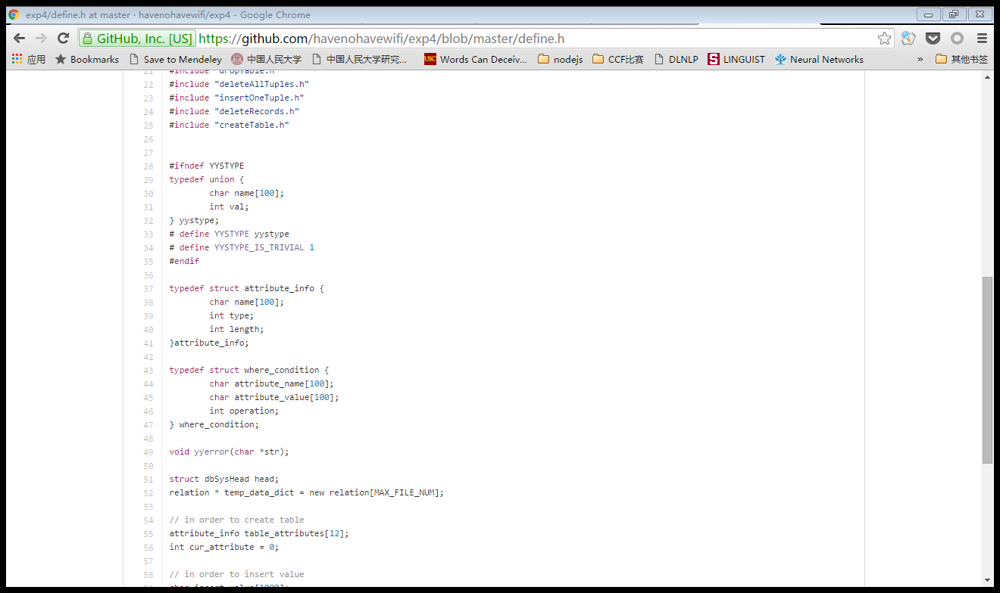 exp4/define.h at master · havenohavewifi/exp4 - Google Chrome
GitHub, Inc. [US] https://github.com/havenohavewifi/exp4/blob/master/define.h
应用 Bookmarks Save to Mendeley 中国人民大学 中国人民大学研究... Words Can Deceiv... nodejs CCF比赛 DLNLP LINGUIST Neural Networks » 其他书签
21 #include "dropTable.h"
22 #include "deleteAllTuples.h"
23 #include "insertOneTuple.h"
24 #include "deleteRecords.h"
25 #include "createTable.h"
26
27
28 #ifndef YYSTYPE
29 typedef union {
30 char name[100];
31 int val;
32 } yystype;
33 # define YYSTYPE yystype
34 # define YYSTYPE_IS_TRIVIAL 1
35 #endif
36
37 typedef struct attribute_info {
38 char name[100];
39 int type;
40 int length;
41 }attribute_info;
42
43 typedef struct where_condition {
44 char attribute_name[100];
45 char attribute_value[100];
46 int operation;
47 } where_condition;
48
49 void yyerror(char *str);
50
51 struct dbSysHead head;
52 relation * temp_data_dict = new relation[MAX_FILE_NUM];
53
54 // in order to create table
55 attribute_info table_attributes[12];
56 int cur_attribute = 0;
57
58 // in order to insert value